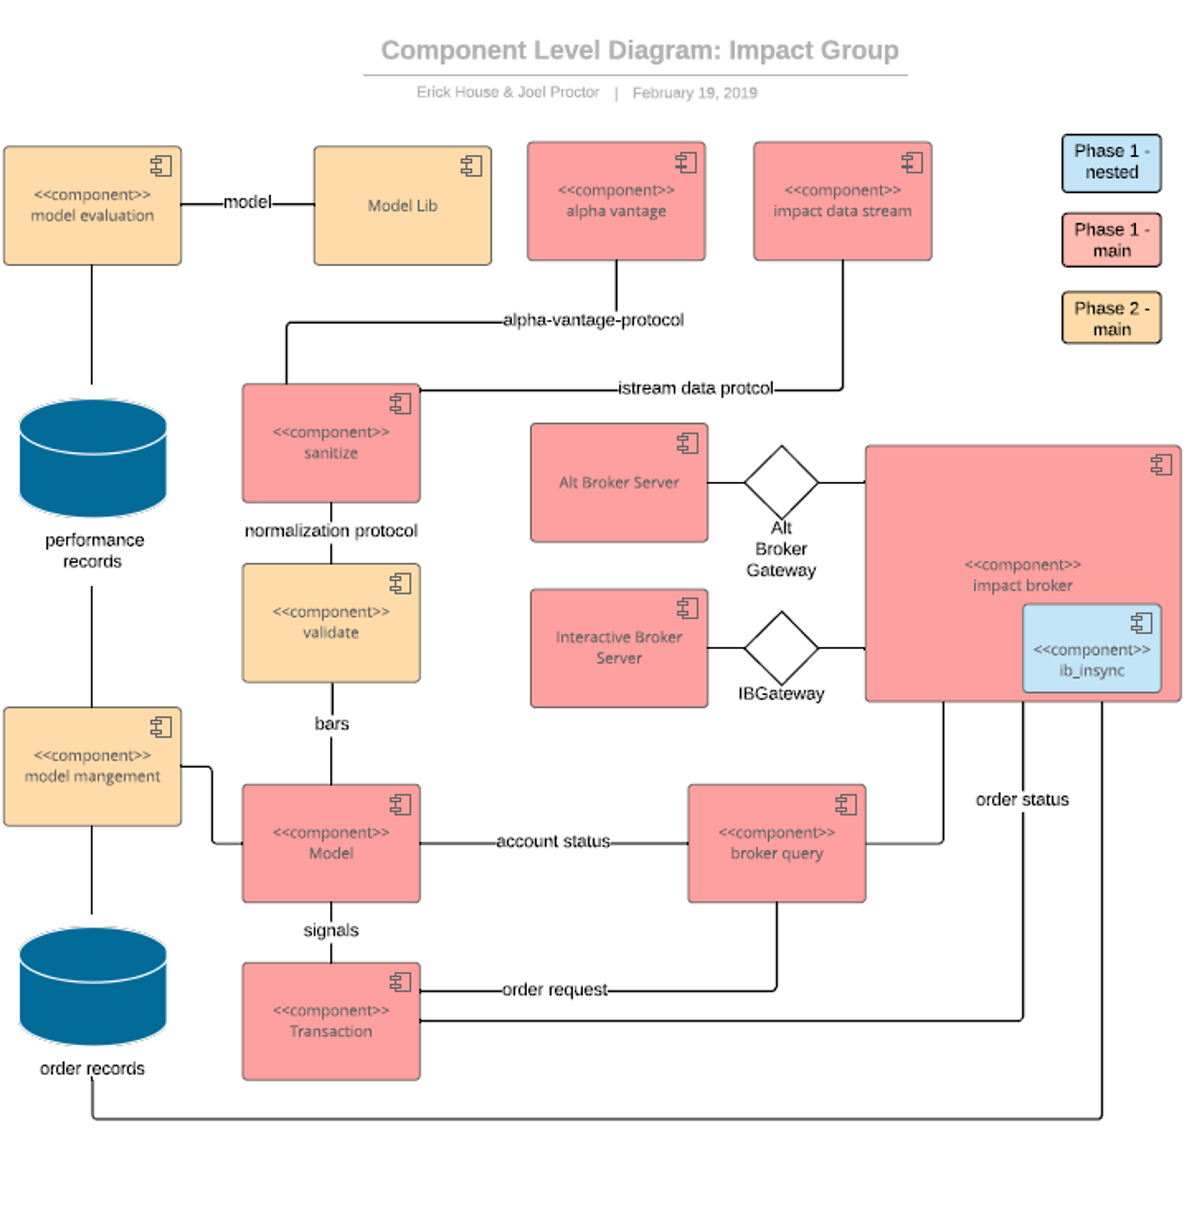 Component Level Diagram: Impact Group
Erick House & Joel Proctor | February 19, 2019
<<component>>
model evaluation
model
Model Lib
<<component>>
alpha vantage
<<component>>
impact data stream
Phase 1 -
nested
Phase 1 -
main
Phase 2 -
main
alpha-vantage-protocol
istream data protcol
<<component>>
sanitize
performance
records
normalization protocol
<<component>>
validate
bars
Alt Broker Server
Alt
Broker
Gateway
Interactive Broker
Server
IBGateway
<<component>>
impact broker
<<component>>
ib_insync
<<component>>
model mangement
<<component>>
Model
account status
<<component>>
broker query
order status
signals
<<component>>
Transaction
order request
order records